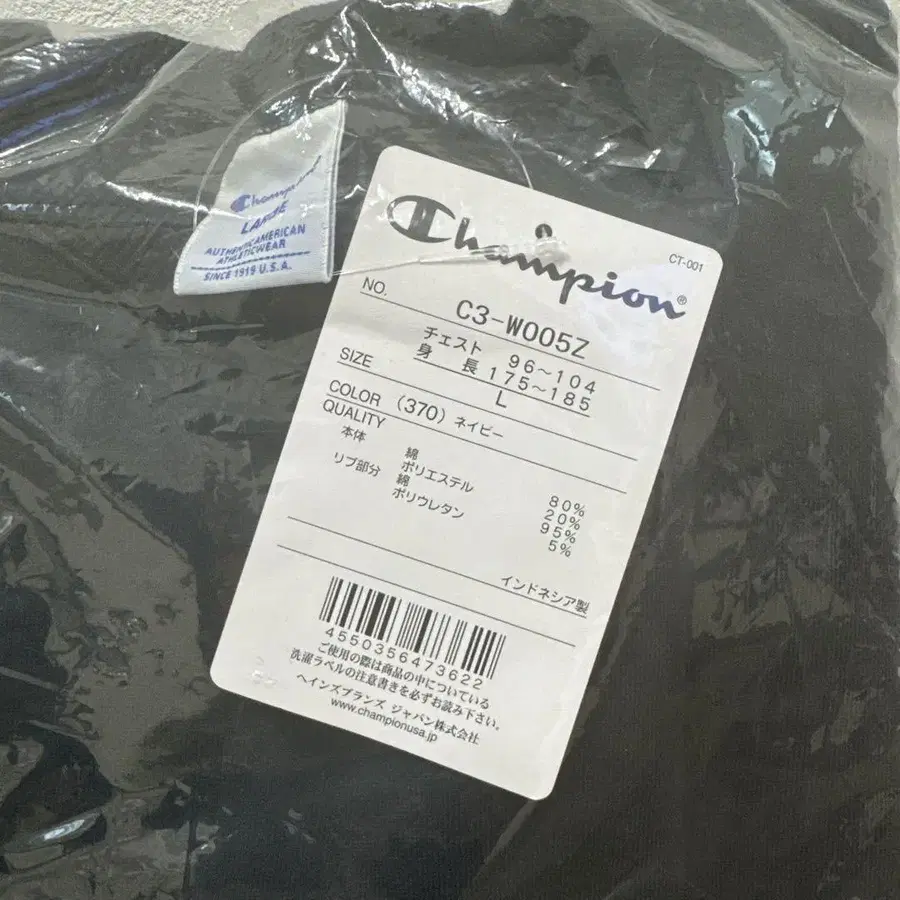 Champion
LARGE
AUTHENTIC AMERICAN
ATHLETICWEAR
SINCE 1919 U.S.A.
Champion®
CT-001
NO. C3-W005Z
チェスト 96～104
身長 175～185
SIZE L
COLOR (370) ネイビー
QUALITY
本体 綿 80%
ポリエステル 20%
リブ部分 綿 95%
ポリウレタン 5%
インドネシア製
4550356473622
ご使用の際は商品の中についている
洗濯ラベルの注意書きを必ずお読み下さい。
ヘインズブランズ ジャパン株式会社
www.championusa.jp